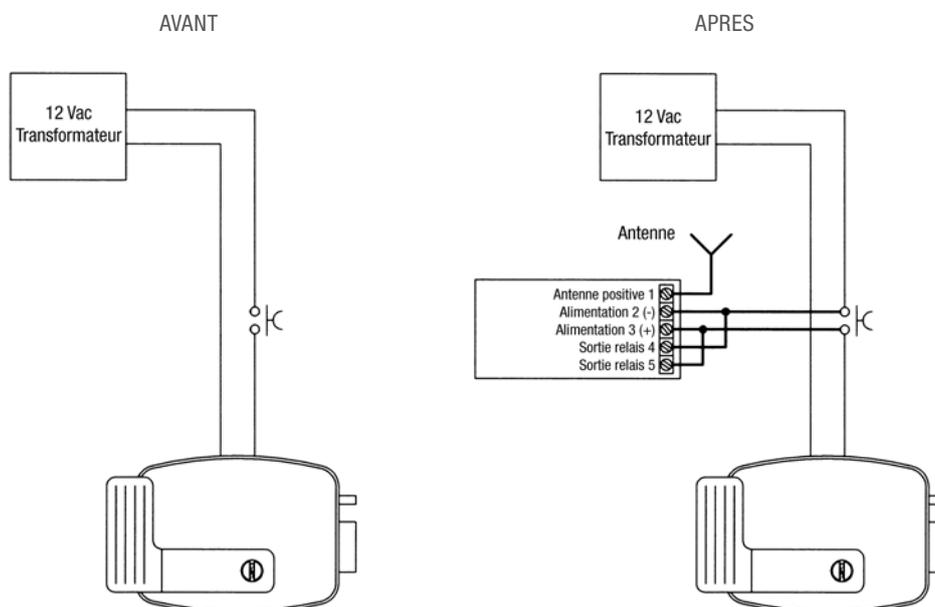 AVANT
APRES
12 Vac
Transformateur
12 Vac
Transformateur
Antenne
Antenne positive 1
Alimentation 2 (-)
Alimentation 3 (+)
Sortie relais 4
Sortie relais 5